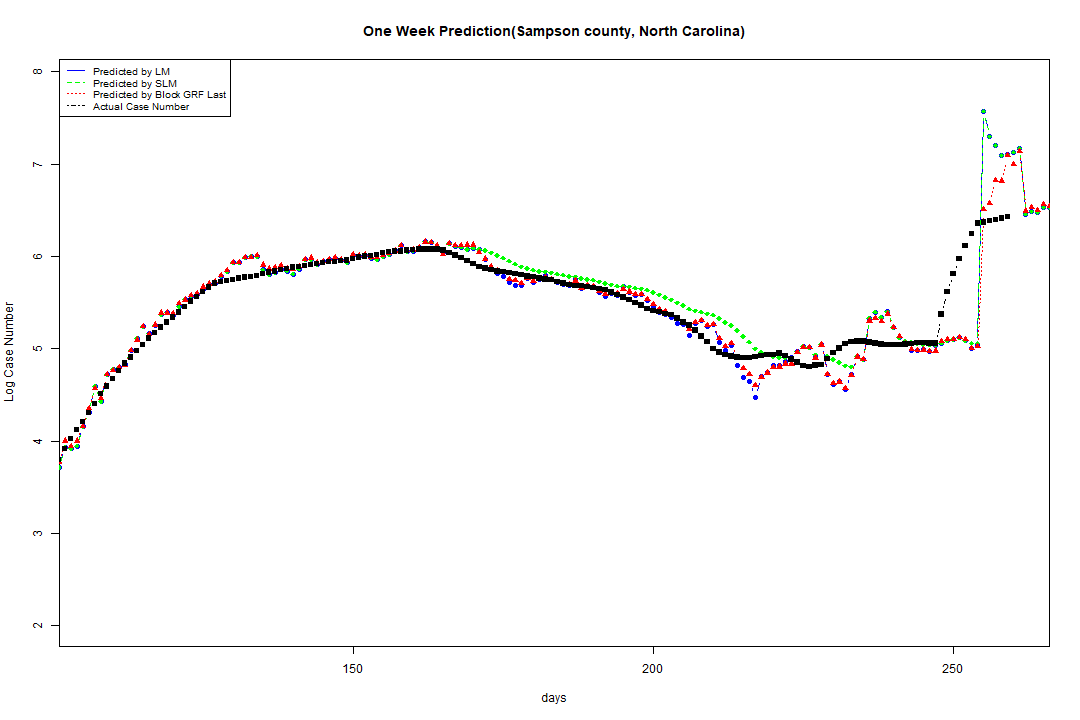 One Week Prediction(Sampson county, North Carolina)
Predicted by LM
Predicted by SLM
Predicted by Block GRF Last
Actual Case Number
8
7
6
5
4
3
2
Log Case Number
150
200
250
days